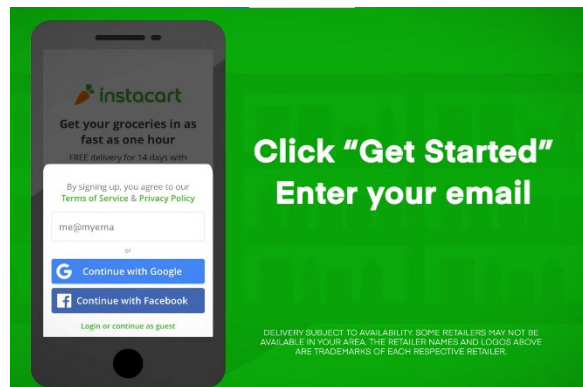 instacart
Get your groceries in as
fast as one hour
FREE delivery for 14 days with
By signing up, you agree to our
Terms of Service & Privacy Policy
me@myema
or
G Continue with Google
f Continue with Facebook
Login or continue as guest
Click “Get Started”
Enter your email
DELIVERY SUBJECT TO AVAILABILITY. SOME RETAILERS MAY NOT BE
AVAILABLE IN YOUR AREA. THE RETAILER NAMES AND LOGOS ABOVE
ARE TRADEMARKS OF EACH RESPECTIVE RETAILER.